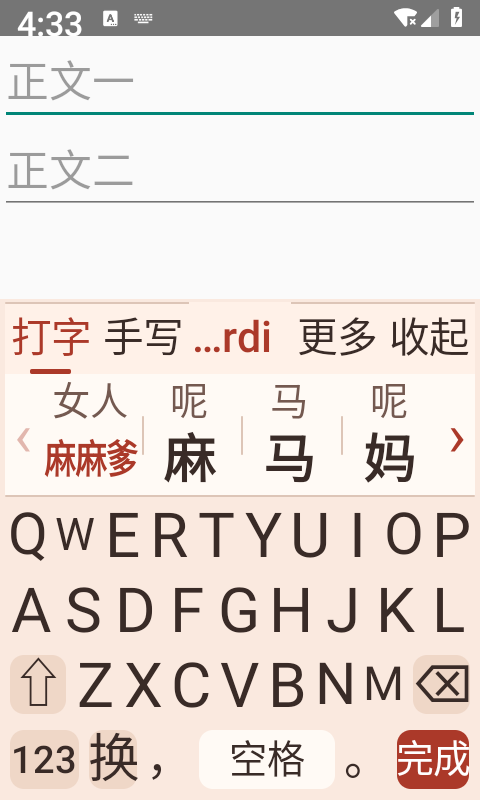 4:33
正文一
正文二
打字 手写 ...rdi 更多 收起
女人 呢 马 呢
麻麻爹 麻 马 妈
Q W E R T Y U I O P
A S D F G H J K L
Z X C V B N M
123 换 ， 空格 。 完成